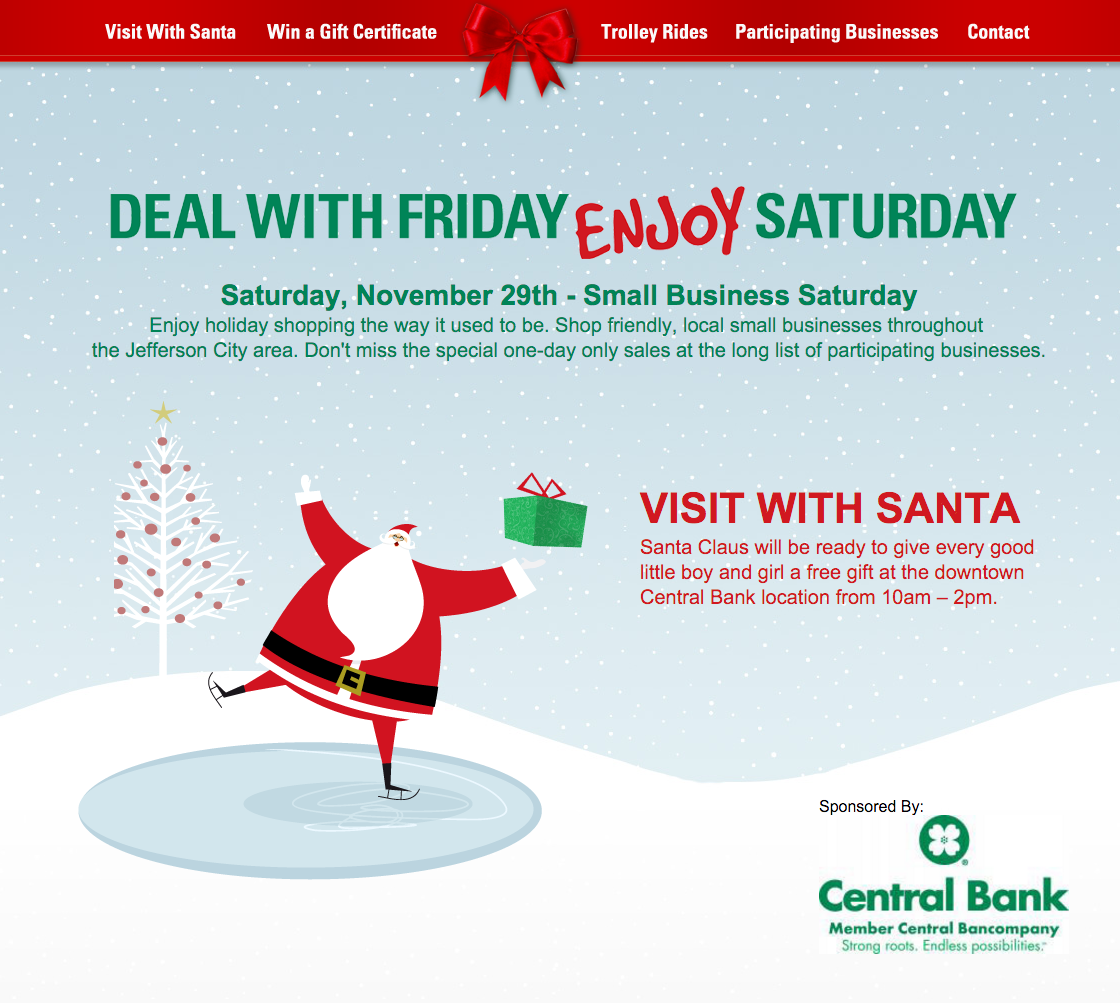 Visit With Santa Win a Gift Certificate Trolley Rides Participating Businesses Contact
DEAL WITH FRIDAY ENJOY SATURDAY
Saturday, November 29th - Small Business Saturday
Enjoy holiday shopping the way it used to be. Shop friendly, local small businesses throughout
the Jefferson City area. Don't miss the special one-day only sales at the long list of participating businesses.
VISIT WITH SANTA
Santa Claus will be ready to give every good
little boy and girl a free gift at the downtown
Central Bank location from 10am – 2pm.
Sponsored By:
®
Central Bank
Member Central Bancompany
Strong roots. Endless possibilities.™